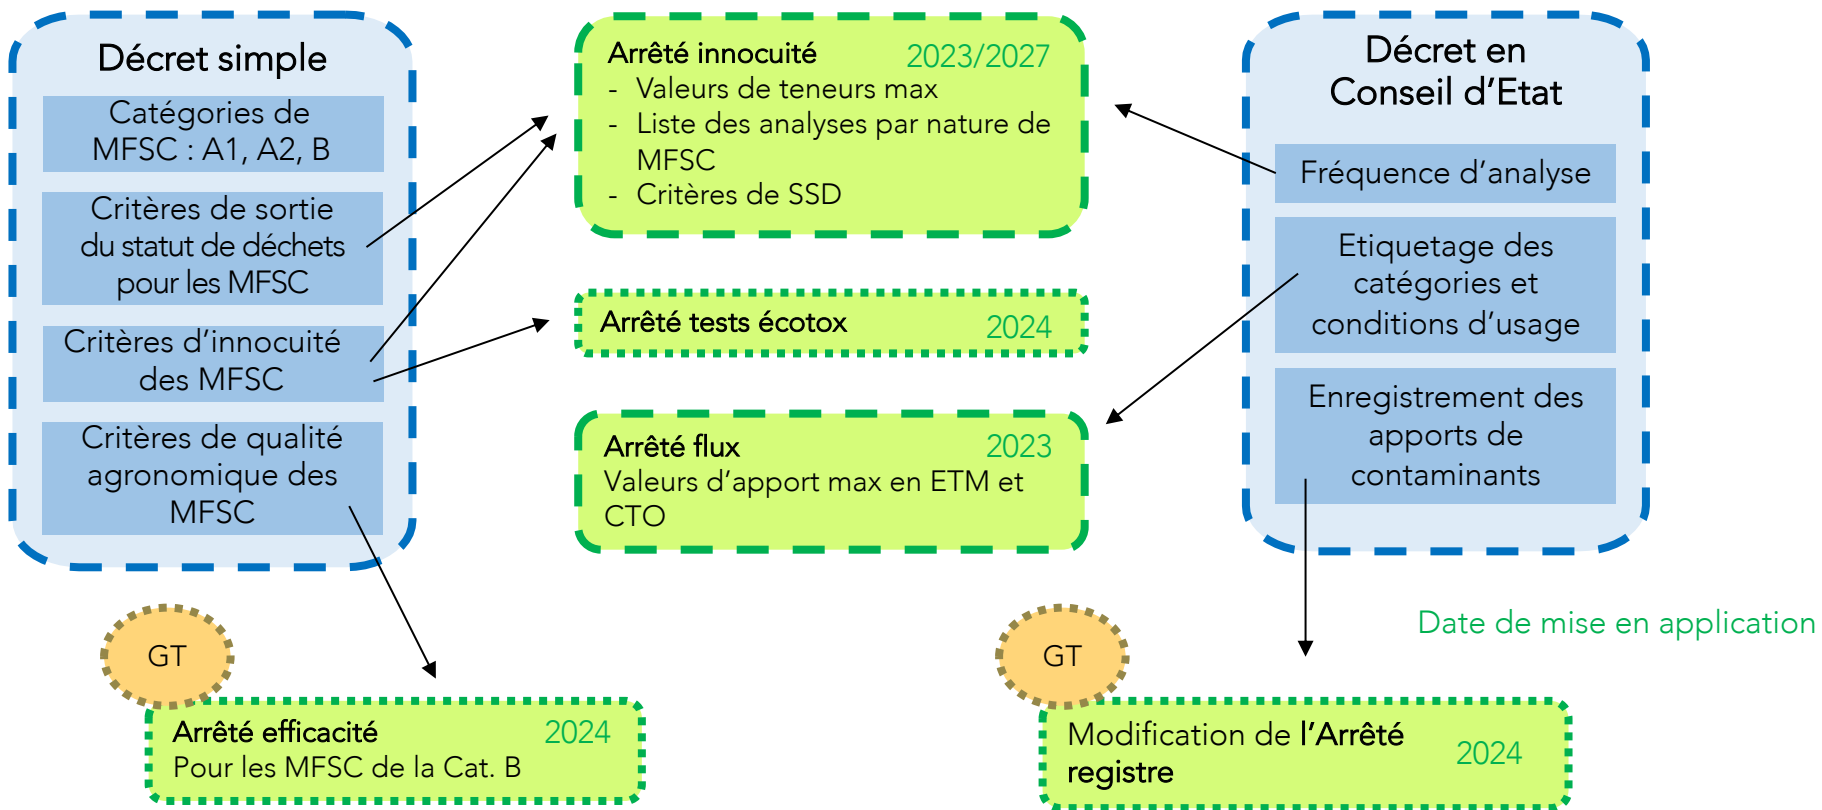 Décret simple
Catégories de
MFSC : A1, A2, B
Critères de sortie
du statut de déchets
pour les MFSC
Critères d'innocuité
des MFSC
Critères de qualité
agronomique des
MFSC
Arrêté innocuité 2023/2027
- Valeurs de teneurs max
- Liste des analyses par nature de
MFSC
- Critères de SSD
Arrêté tests écotox 2024
Arrêté flux 2023
Valeurs d'apport max en ETM et
CTO
Décret en
Conseil d'Etat
Fréquence d'analyse
Etiquetage des
catégories et
conditions d'usage
Enregistrement des
apports de
contaminants
Date de mise en application
GT
Arrêté efficacité 2024
Pour les MFSC de la Cat. B
GT
Modification de l'Arrêté
registre 2024